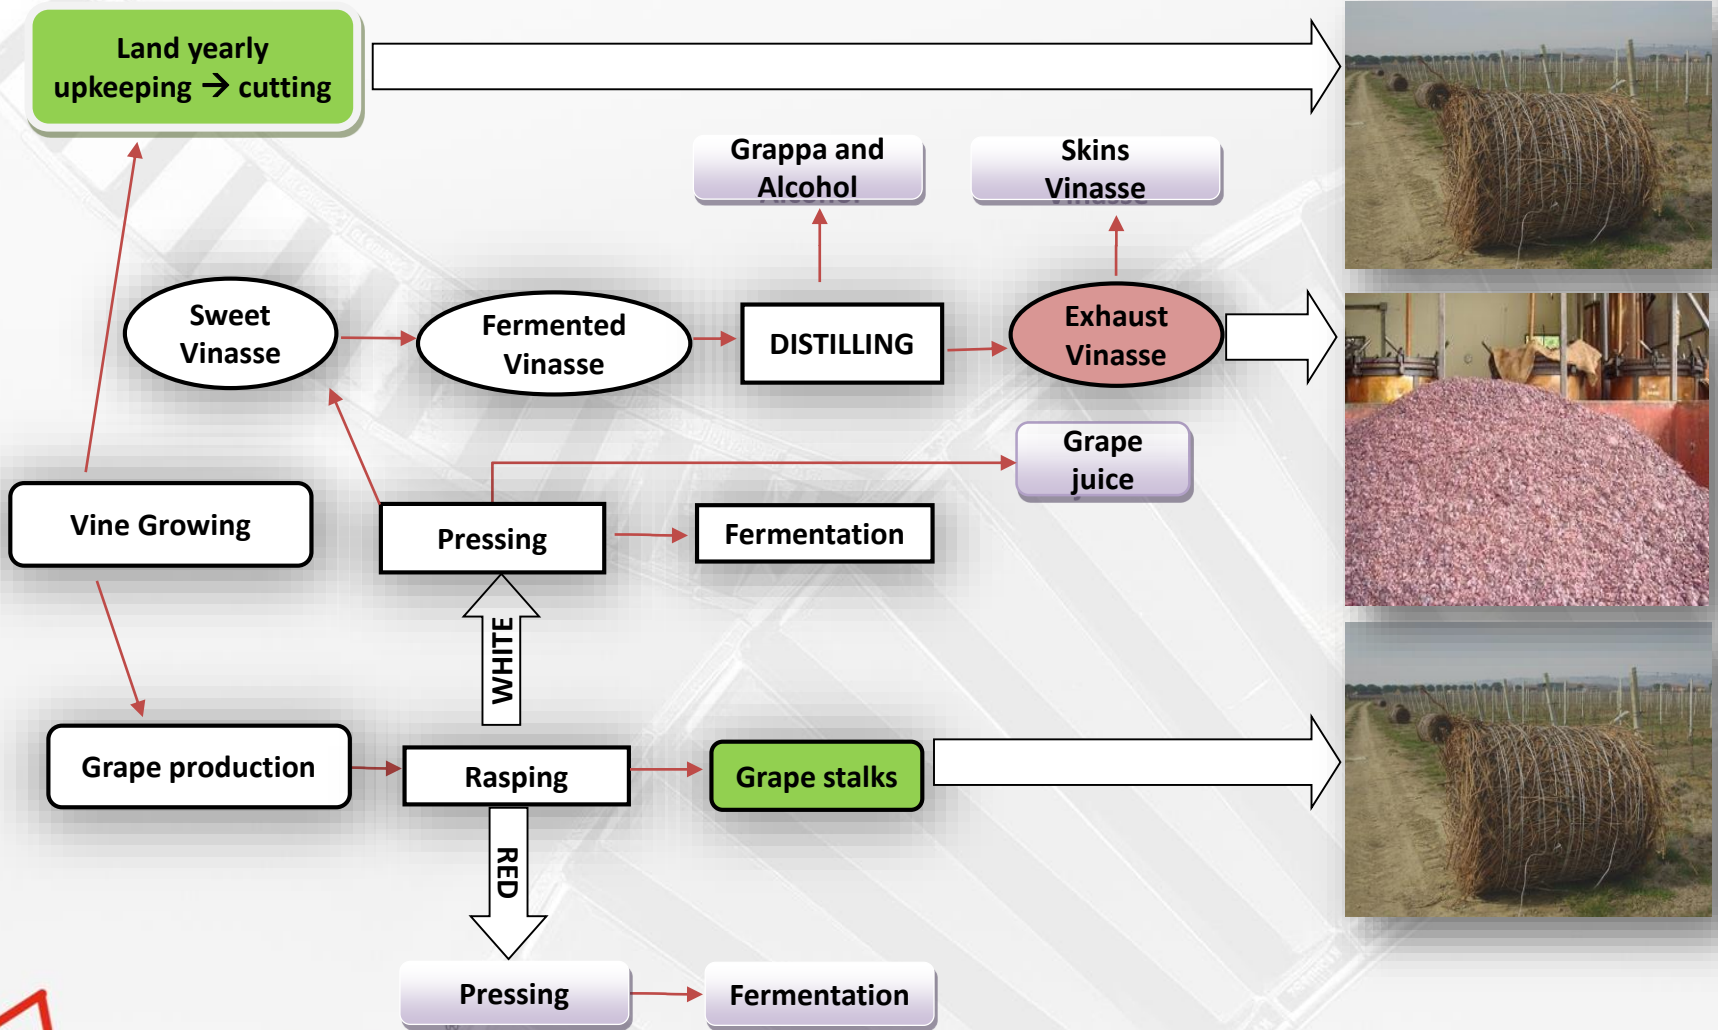 Land yearly
upkeeping → cutting
Grappa and
Alcohol
Skins
Vinasse
Sweet
Vinasse
Fermented
Vinasse
DISTILLING
Exhaust
Vinasse
Grape
juice
Vine Growing
Pressing
Fermentation
WHITE
Grape production
Rasping
Grape stalks
RED
Pressing
Fermentation